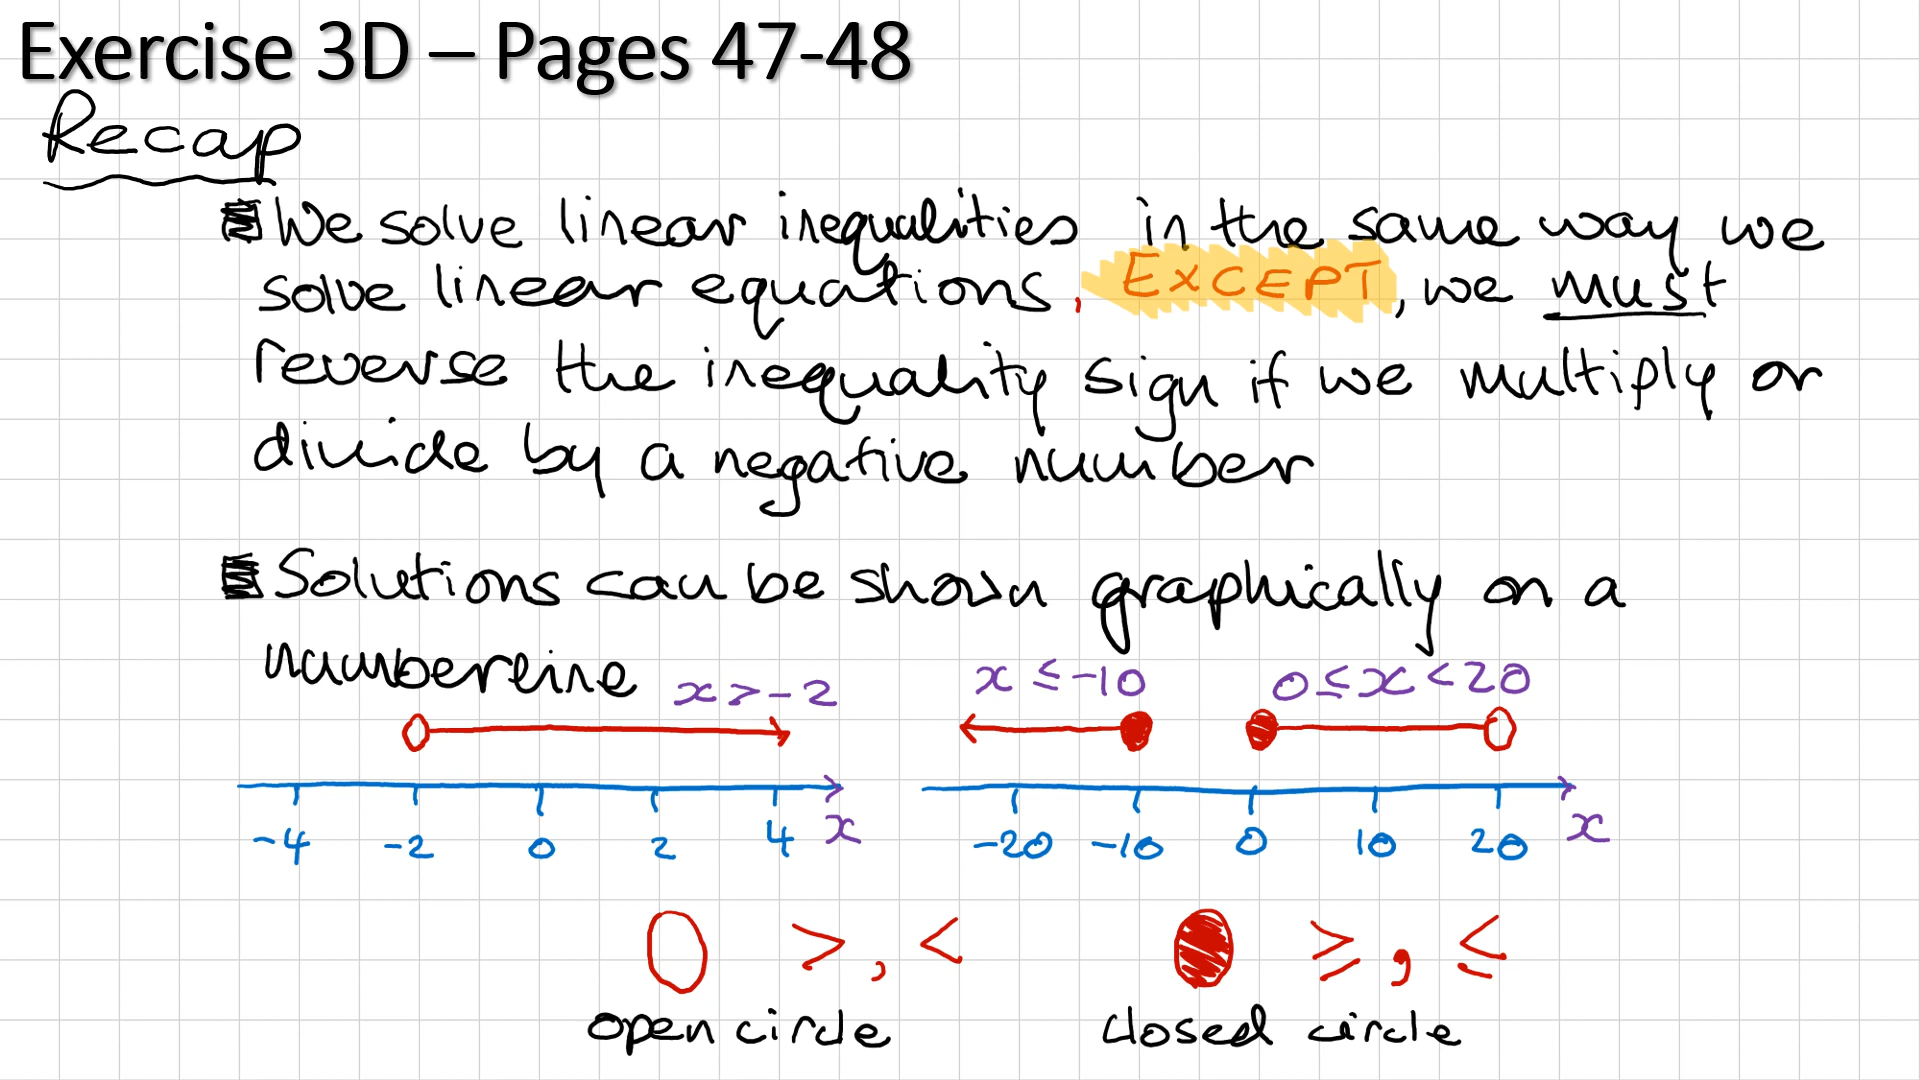 Exercise 3D – Pages 47-48
Recap
We solve linear inequalities in the same way we
solve linear equations, EXCEPT, we must
reverse the inequality sign if we multiply or
divide by a negative number
Solutions can be shown graphically on a
numberline
x > -2 x ≤ -10 0 ≤ x < 20
-4 -2 0 2 4 x -20 -10 0 10 20 x
>, < ≥, ≤
open circle closed circle